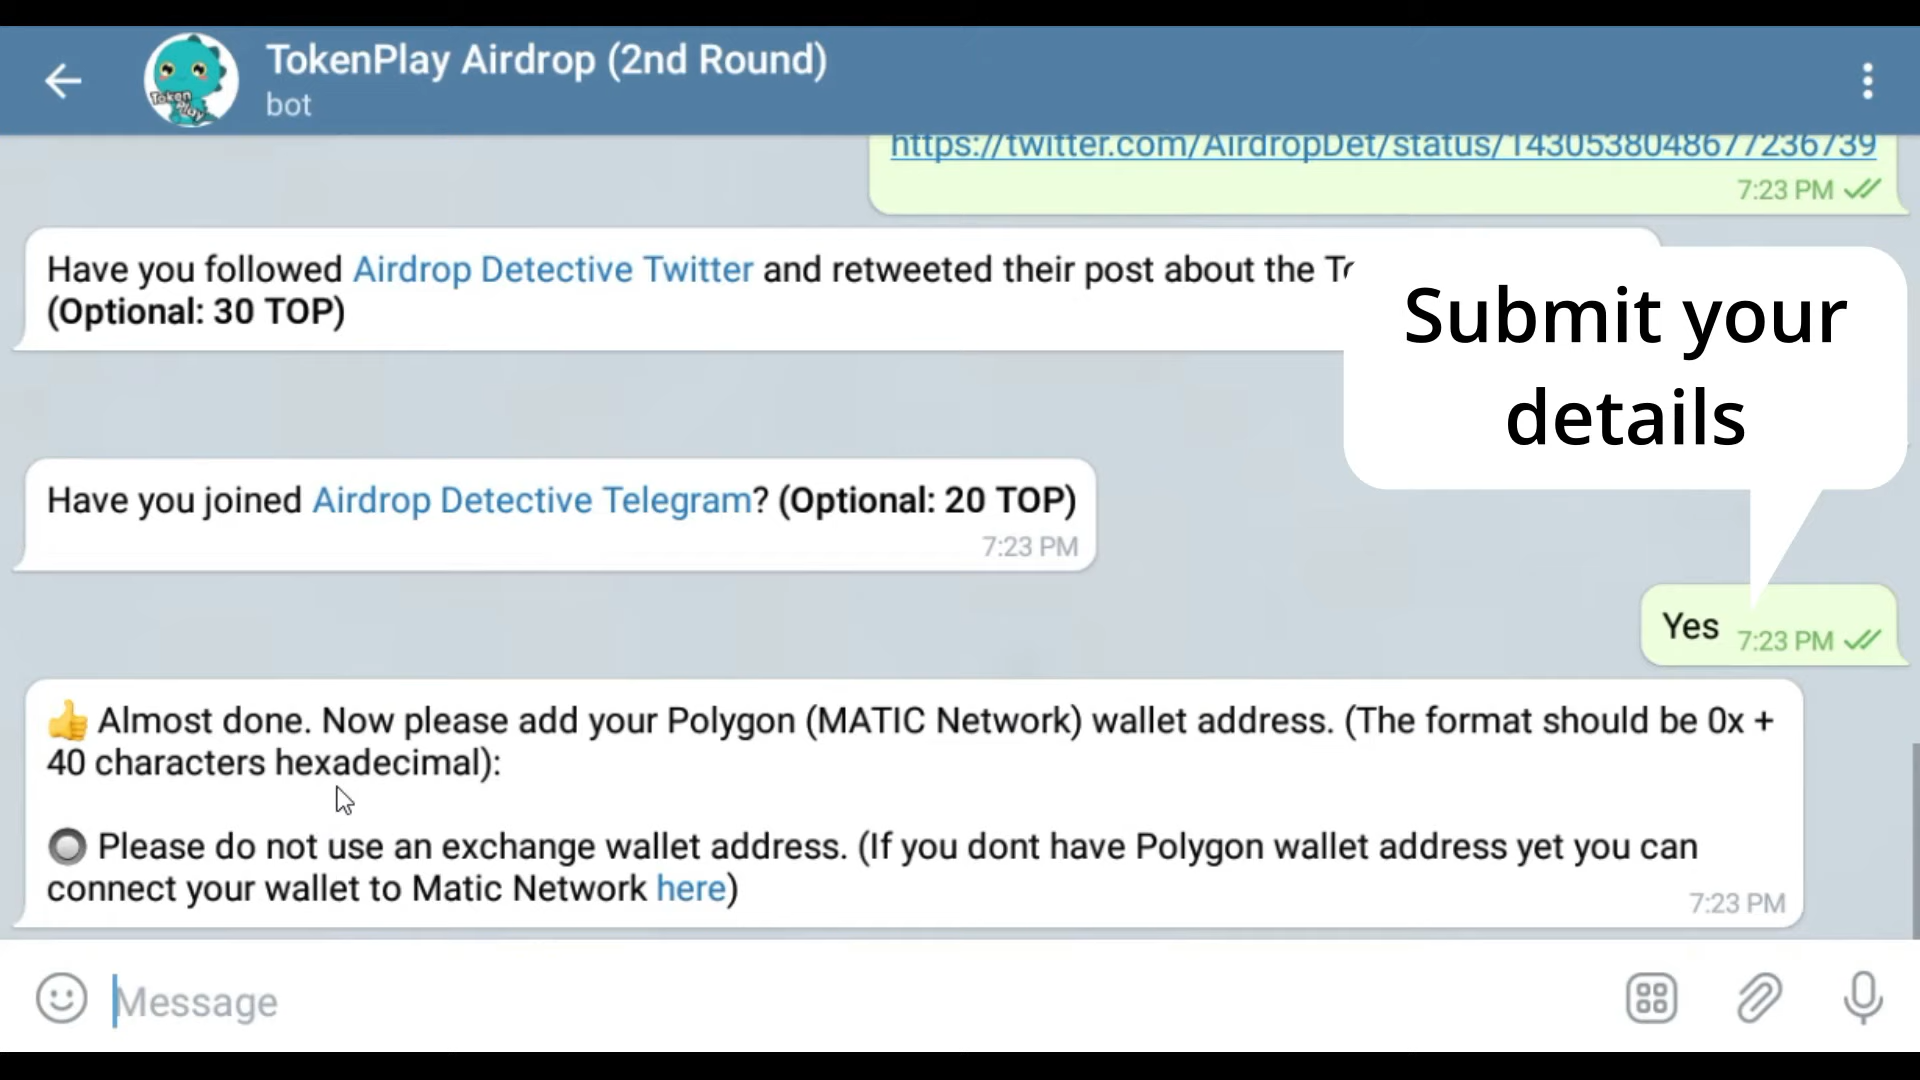 TokenPlay Airdrop (2nd Round)
bot
Token
Play
https://twitter.com/AirdropDet/status/1430538048677236739
7:23 PM
Have you followed Airdrop Detective Twitter and retweeted their post about the
(Optional: 30 TOP)
Submit your
details
Have you joined Airdrop Detective Telegram? (Optional: 20 TOP)
7:23 PM
Yes 7:23 PM
👍 Almost done. Now please add your Polygon (MATIC Network) wallet address. (The format should be 0x +
40 characters hexadecimal):
🔘 Please do not use an exchange wallet address. (If you dont have Polygon wallet address yet you can
connect your wallet to Matic Network here)
7:23 PM
Message